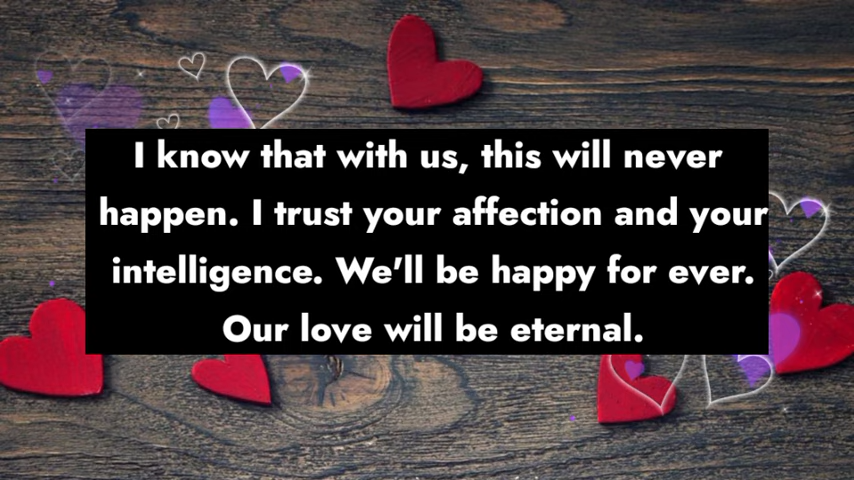 I know that with us, this will never
happen. I trust your affection and your
intelligence. We'll be happy for ever.
Our love will be eternal.